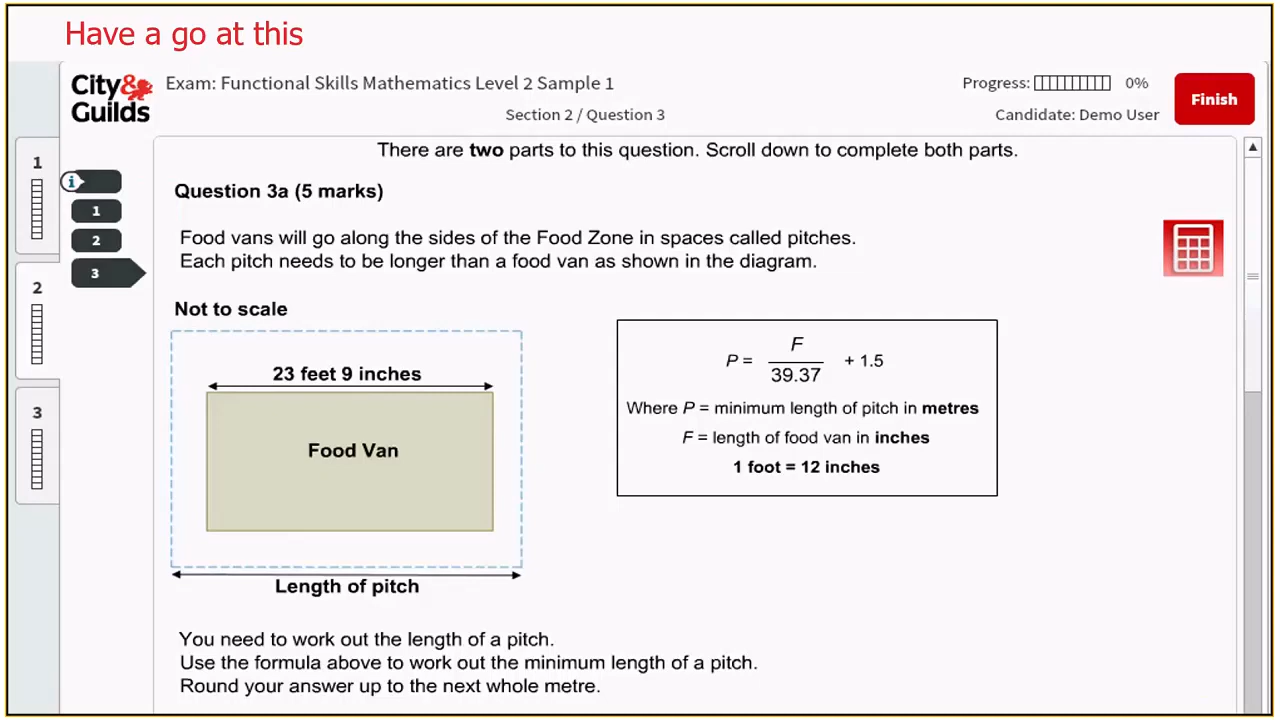 Have a go at this
City&
Guilds
Exam: Functional Skills Mathematics Level 2 Sample 1
Section 2 / Question 3
Progress: 0%
Candidate: Demo User
Finish
1
2
3
i
1
2
3
There are two parts to this question. Scroll down to complete both parts.
Question 3a (5 marks)
Food vans will go along the sides of the Food Zone in spaces called pitches.
Each pitch needs to be longer than a food van as shown in the diagram.
Not to scale
23 feet 9 inches
Food Van
Length of pitch
P = F / 39.37 + 1.5
Where P = minimum length of pitch in metres
F = length of food van in inches
1 foot = 12 inches
You need to work out the length of a pitch.
Use the formula above to work out the minimum length of a pitch.
Round your answer up to the next whole metre.